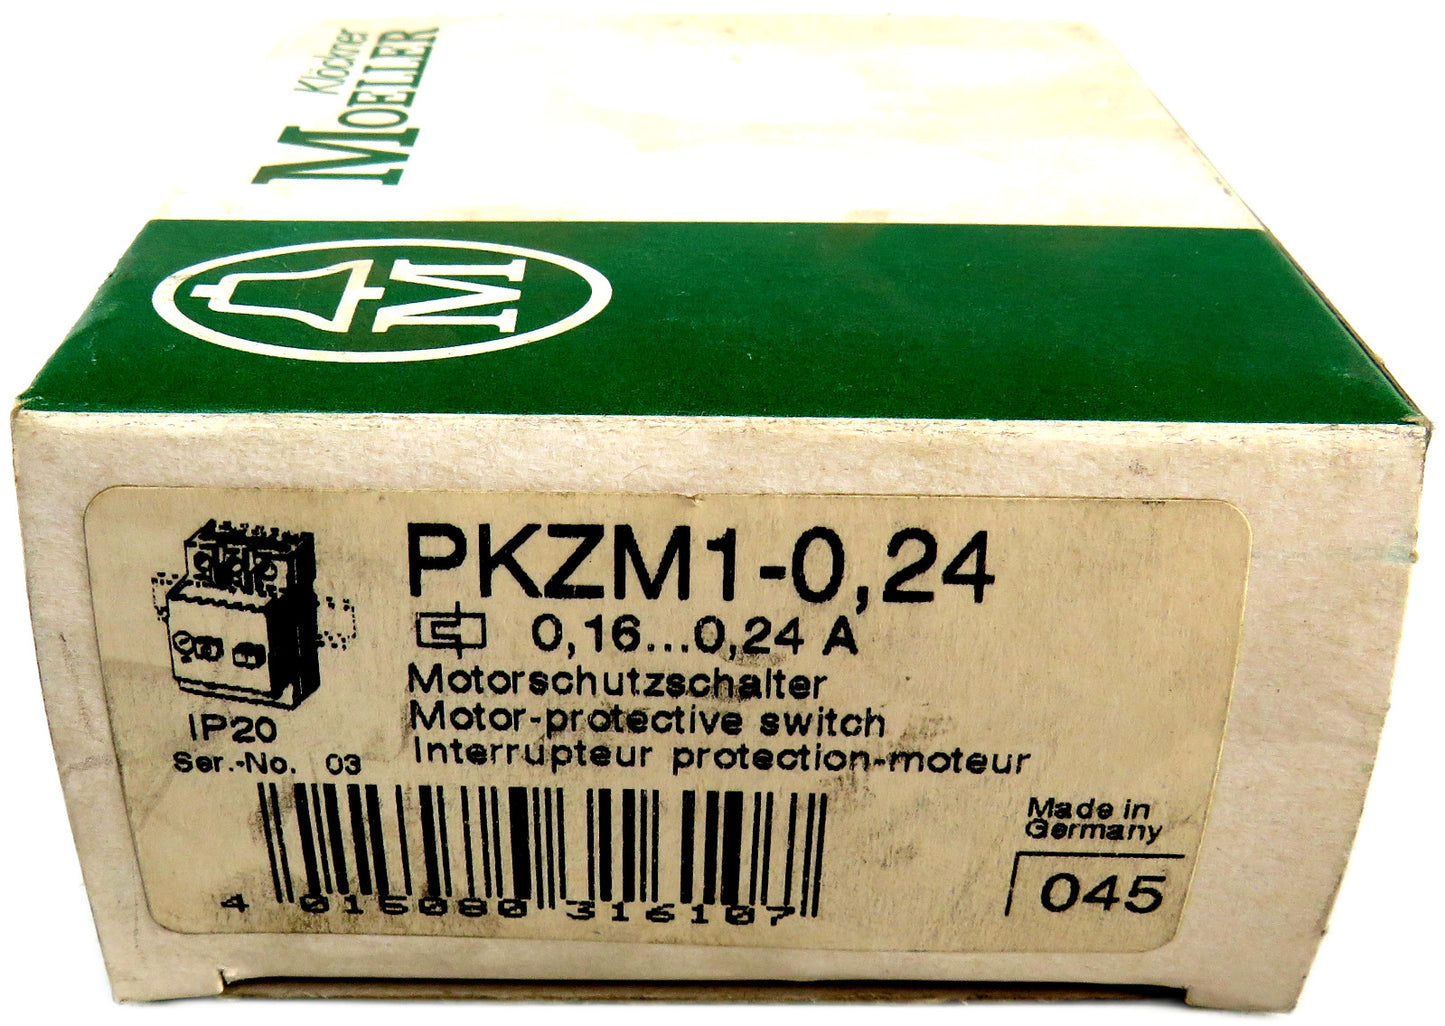 Klöckner
MOELLER
M
PKZM1-0,24
0,16...0,24 A
Motorschutzschalter
Motor-protective switch
Interrupteur protection-moteur
IP20
Ser.-No. 03
4 015080 316107
Made in
Germany
045